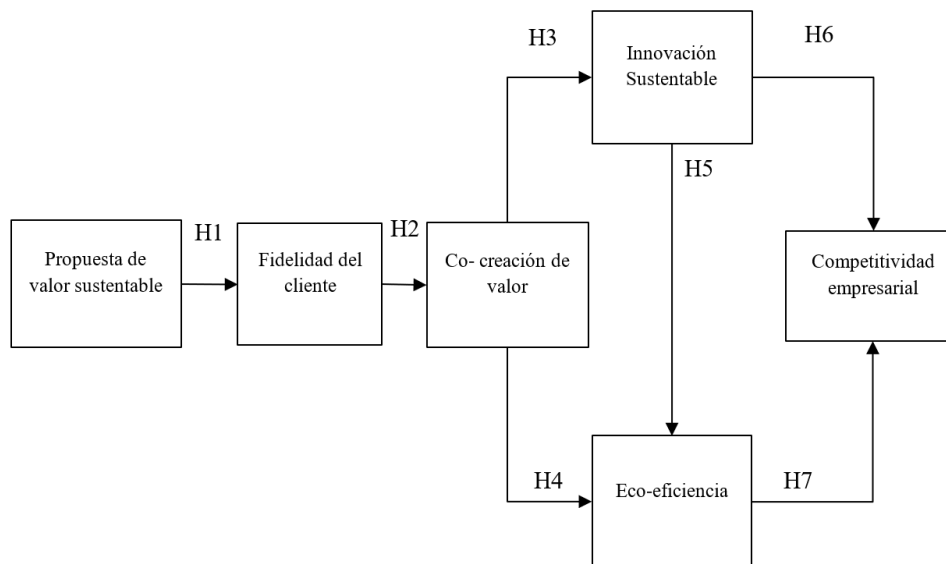 H3
Innovación
Sustentable
H6
H5
H1
H2
Propuesta de
valor sustentable
Fidelidad del
cliente
Co- creación de
valor
Competitividad
empresarial
H4
Eco-eficiencia
H7